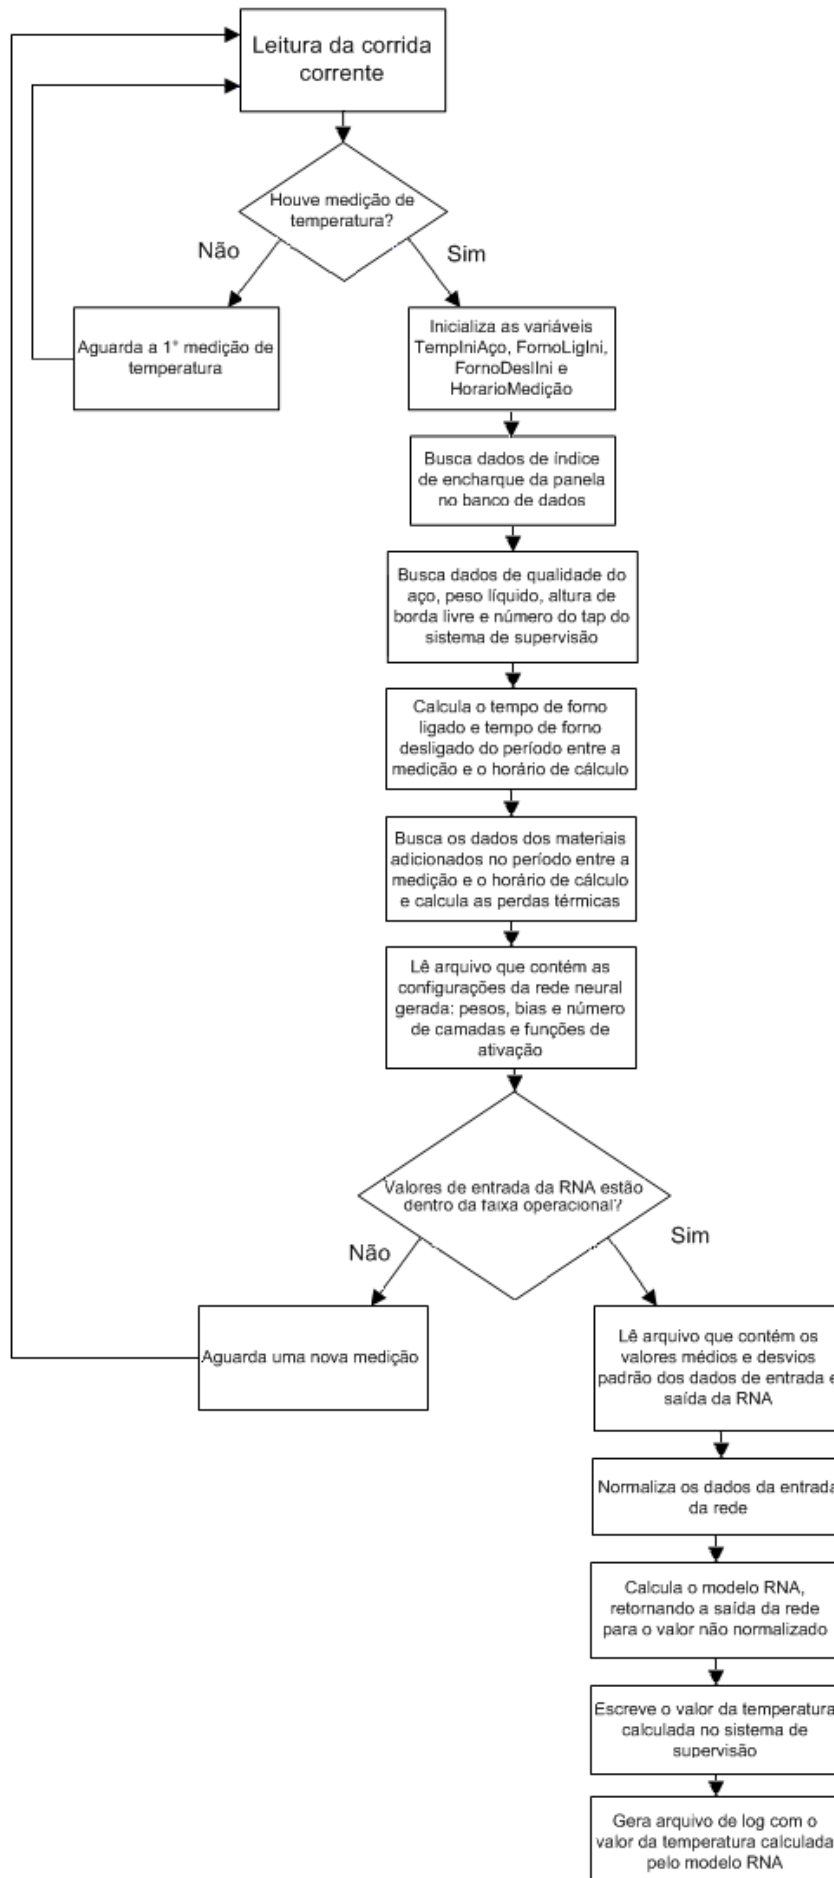 Leitura da corrida
corrente
Houve medição de
temperatura?
Não
Sim
Aguarda a 1° medição de
temperatura
Inicializa as variáveis
TempIniAço, FornoLigIni,
FornoDeslIni e
HorarioMedição
Busca dados de índice
de encharque da panela
no banco de dados
Busca dados de qualidade do
aço, peso líquido, altura de
borda livre e número do tap do
sistema de supervisão
Calcula o tempo de forno
ligado e tempo de forno
desligado do período entre a
medição e o horário de cálculo
Busca os dados dos materiais
adicionados no período entre a
medição e o horário de cálculo
e calcula as perdas térmicas
Lê arquivo que contém as
configurações da rede neural
gerada: pesos, bias e número
de camadas e funções de
ativação
Valores de entrada da RNA estão
dentro da faixa operacional?
Não
Sim
Aguarda uma nova medição
Lê arquivo que contém os
valores médios e desvios
padrão dos dados de entrada e
saída da RNA
Normaliza os dados da entrada
da rede
Calcula o modelo RNA,
retornando a saída da rede
para o valor não normalizado
Escreve o valor da temperatura
calculada no sistema de
supervisão
Gera arquivo de log com o
valor da temperatura calculada
pelo modelo RNA